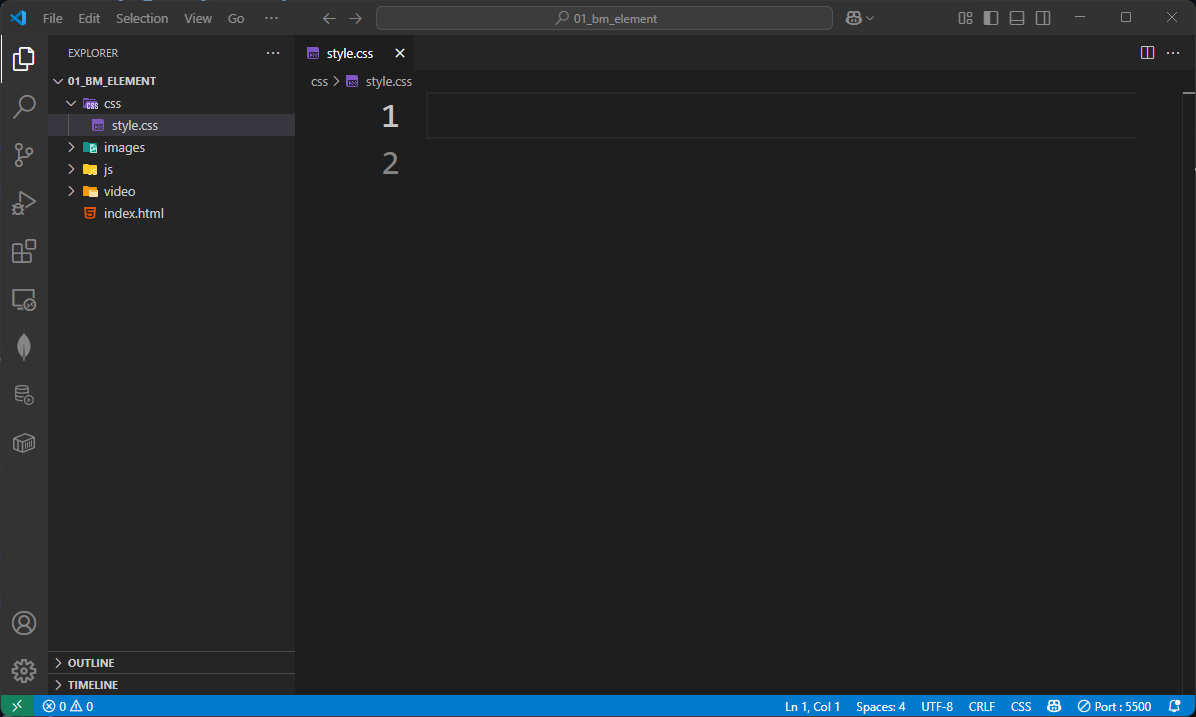 File Edit Selection View Go ··· 01_bm_element
EXPLORER ···
01_BM_ELEMENT
css
style.css
images
js
video
index.html
OUTLINE
TIMELINE
style.css
css > style.css
1
2
0 0 Ln 1, Col 1 Spaces: 4 UTF-8 CRLF CSS Port : 5500